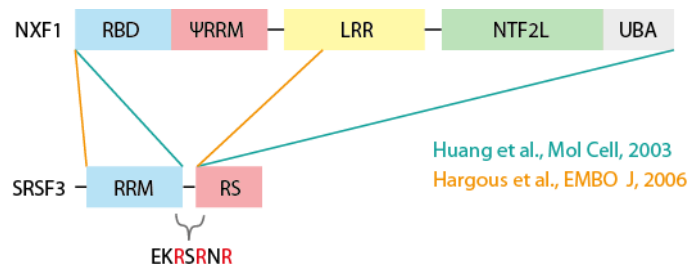 NXF1 RBD ΨRRM LRR NTF2L UBA
Huang et al., Mol Cell, 2003
Hargous et al., EMBO J, 2006
SRSF3 RRM RS
EKRSRNR